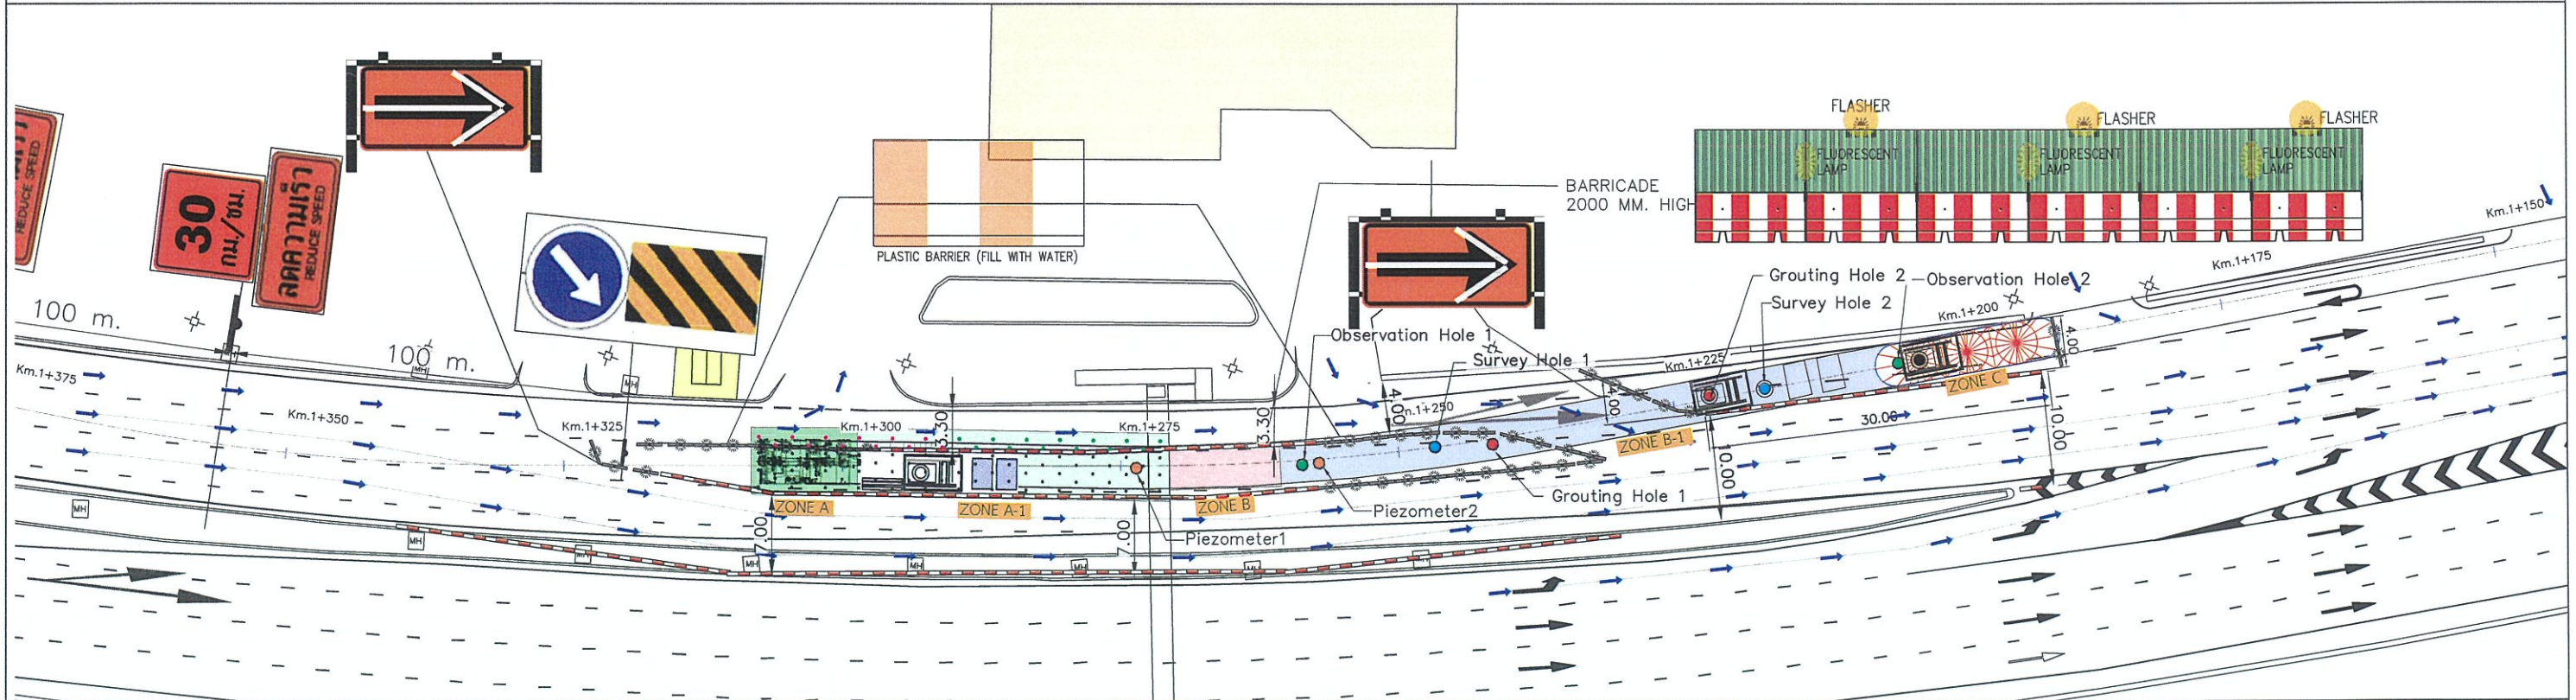 REDUCE SPEED
30
กม./ชม.
ลดความเร็ว
REDUCE SPEED
100 m.
100 m.
PLASTIC BARRIER (FILL WITH WATER)
BARRICADE
2000 MM. HIGH
FLASHER
FLASHER
FLASHER
FLUORESCENT
LAMP
FLUORESCENT
LAMP
FLUORESCENT
LAMP
Km.1+150
Km.1+175
Km.1+200
Km.1+225
Km.1+275
Km.1+300
Km.1+325
Km.1+350
Km.1+375
Grouting Hole 2
Observation Hole 2
Survey Hole 2
Observation Hole 1
Survey Hole 1
Grouting Hole 1
Piezometer2
Piezometer1
ZONE A
ZONE A-1
ZONE B
ZONE B-1
ZONE C
3.30
3.30
4.00
4.00
4.00
7.00
7.00
10.00
10.00
30.00
MH
MH
MH
MH
MH
MH
MH
MH
MH
MH